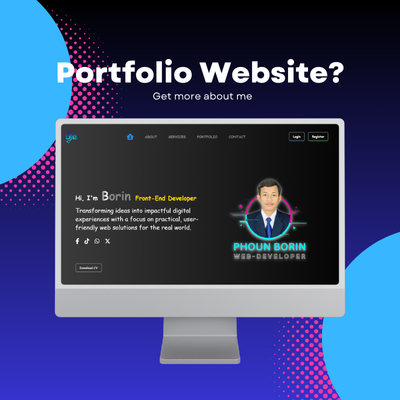 Portfolio Website?
Get more about me
ABOUT SERVICES PORTFOLIO CONTACT Login Register
Hi, I'm Borin Front-End Developer
Transforming ideas into impactful digital
experiences with a focus on practical, user-
friendly web solutions for the real world.
Download CV
PHOUN BORIN
WEB-DEVELOPER